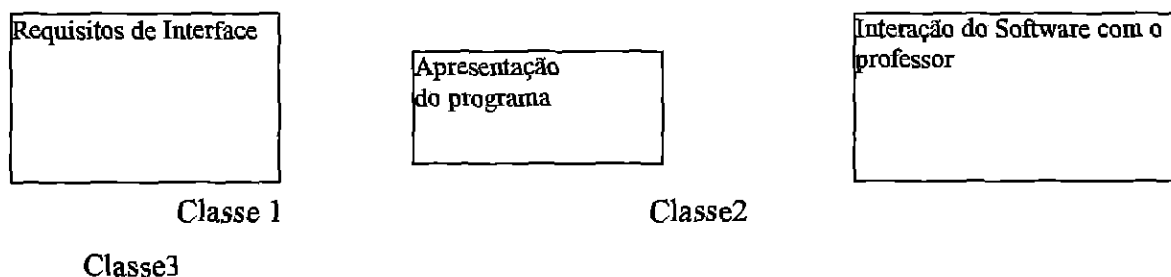 Requisitos de Interface
Apresentação
do programa
Interação do Software com o
professor
Classe 1
Classe2
Classe3